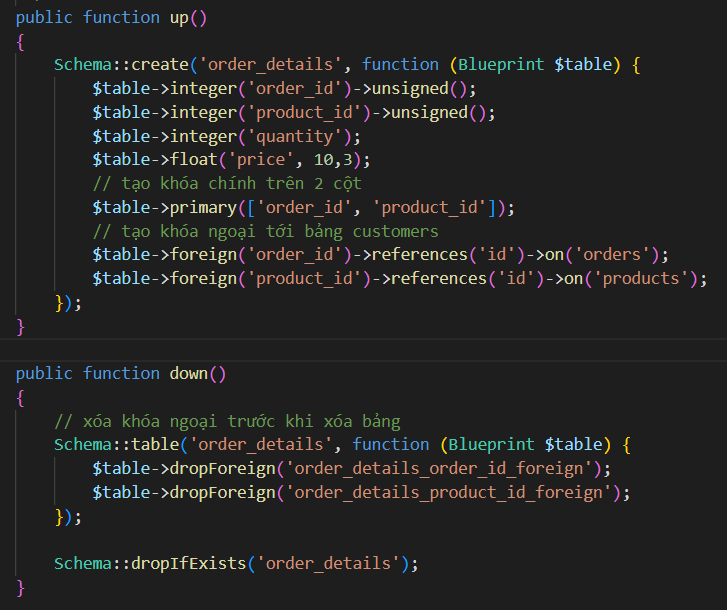 public function up()
{
    Schema::create('order_details', function (Blueprint $table) {
        $table->integer('order_id')->unsigned();
        $table->integer('product_id')->unsigned();
        $table->integer('quantity');
        $table->float('price', 10,3);
        // tạo khóa chính trên 2 cột
        $table->primary(['order_id', 'product_id']);
        // tạo khóa ngoại tới bảng customers
        $table->foreign('order_id')->references('id')->on('orders');
        $table->foreign('product_id')->references('id')->on('products');
    });
}
public function down()
{
    // xóa khóa ngoại trước khi xóa bảng
    Schema::table('order_details', function (Blueprint $table) {
        $table->dropForeign('order_details_order_id_foreign');
        $table->dropForeign('order_details_product_id_foreign');
    });
    Schema::dropIfExists('order_details');
}